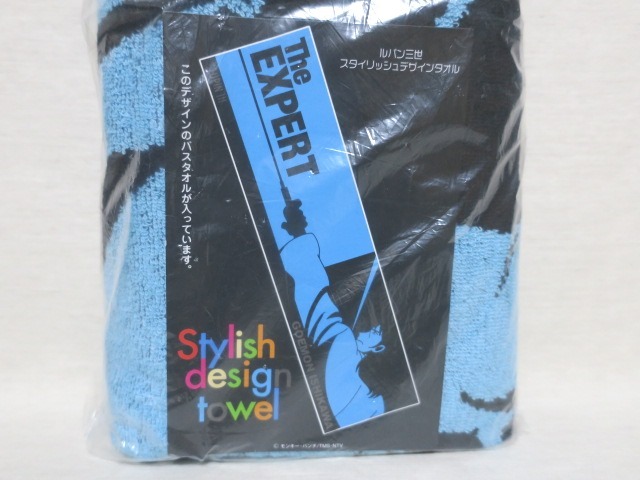 ルパン三世
スタイリッシュデザインタオル
The
EXPERT
このデザインのバスタオルが入っています。
GOEMON ISHIKAWA
Stylish
design
towel
© モンキー・パンチ/TMS・NTV